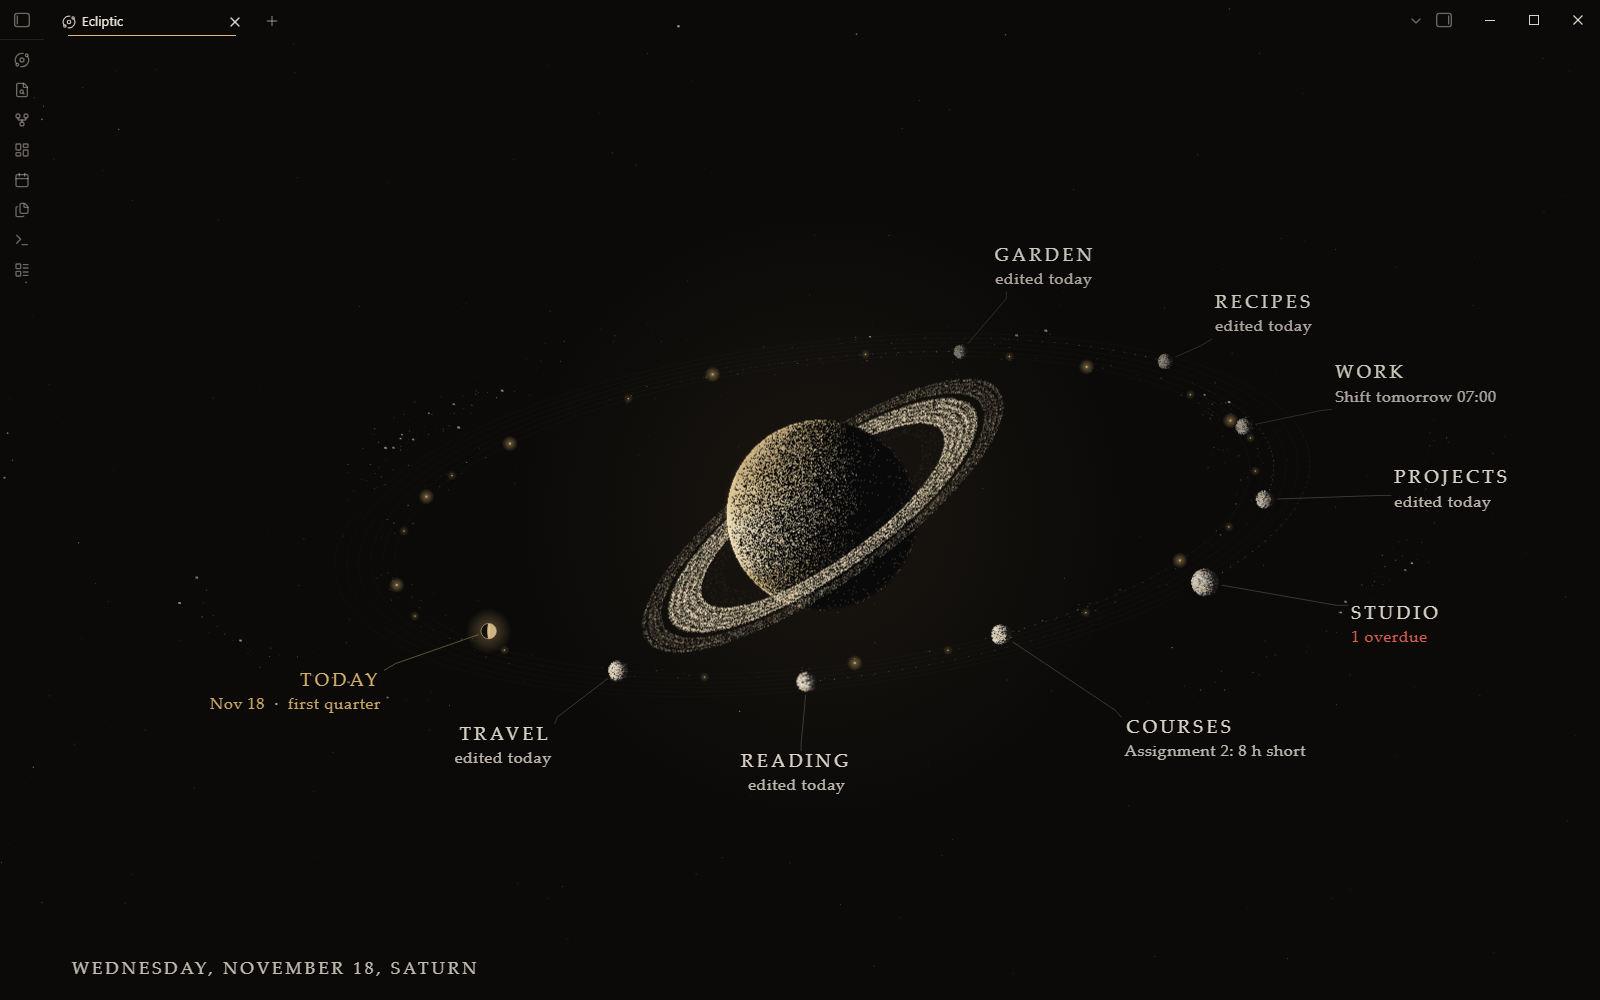 Ecliptic
GARDEN
edited today
RECIPES
edited today
WORK
Shift tomorrow 07:00
PROJECTS
edited today
STUDIO
1 overdue
TODAY
Nov 18 · first quarter
TRAVEL
edited today
READING
edited today
COURSES
Assignment 2: 8 h short
WEDNESDAY, NOVEMBER 18, SATURN